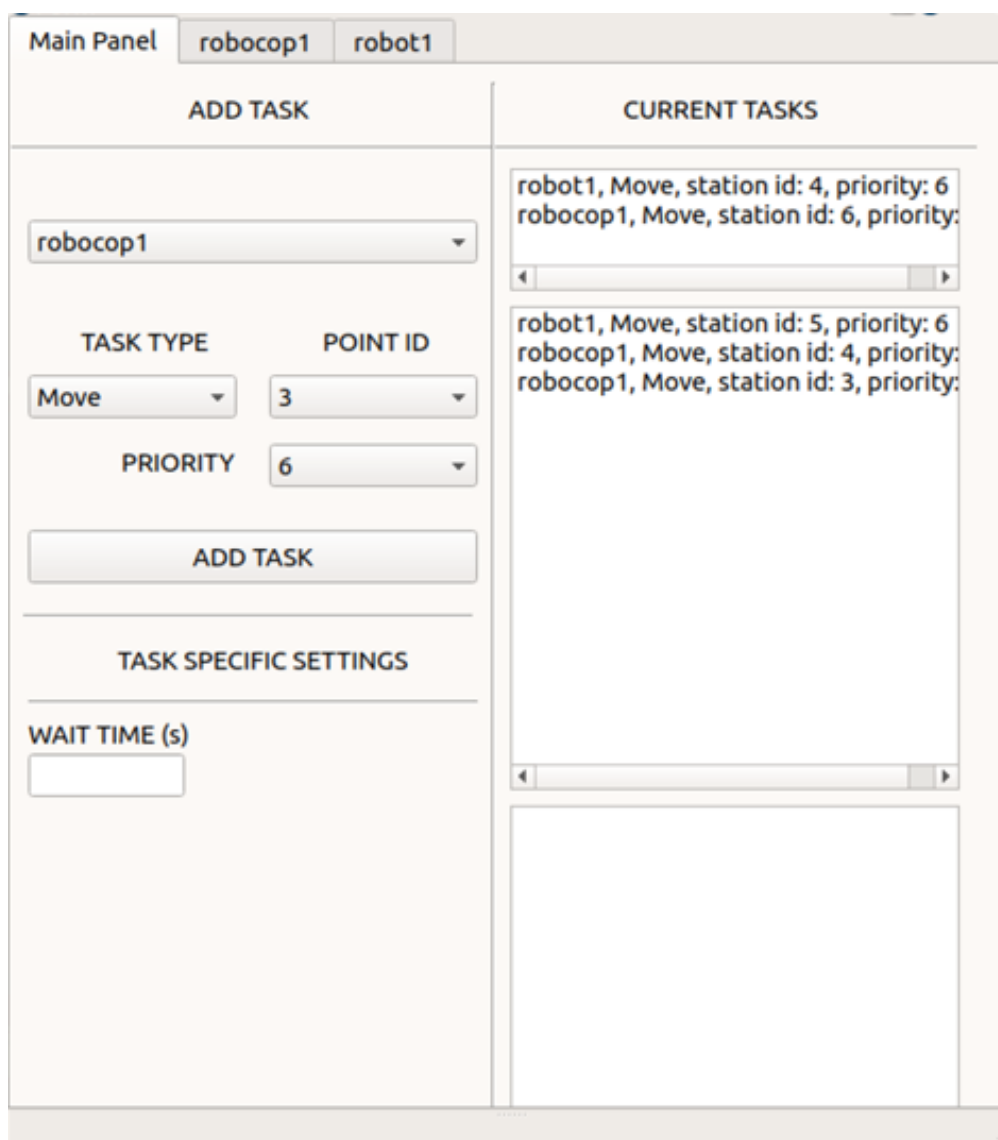 Main Panel
robocop1
robot1
ADD TASK
robocop1
TASK TYPE
POINT ID
Move
3
PRIORITY
6
ADD TASK
TASK SPECIFIC SETTINGS
WAIT TIME (s)
CURRENT TASKS
robot1, Move, station id: 4, priority: 6
robocop1, Move, station id: 6, priority:
robot1, Move, station id: 5, priority: 6
robocop1, Move, station id: 4, priority:
robocop1, Move, station id: 3, priority: